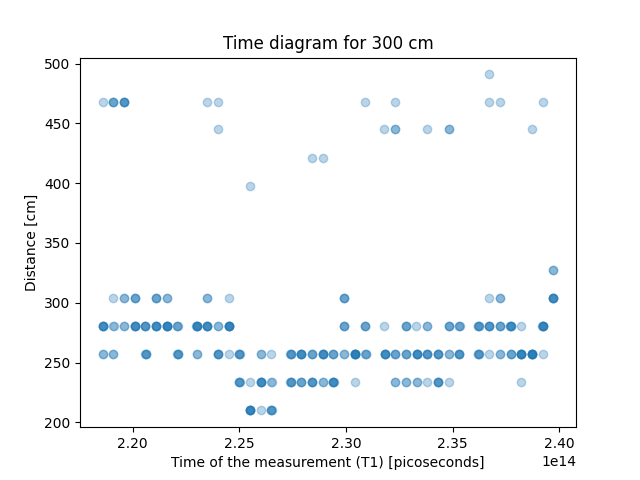 Time diagram for 300 cm
500
450
400
350
300
250
200
Distance [cm]
2.20 2.25 2.30 2.35 2.40
1e14
Time of the measurement (T1) [picoseconds]